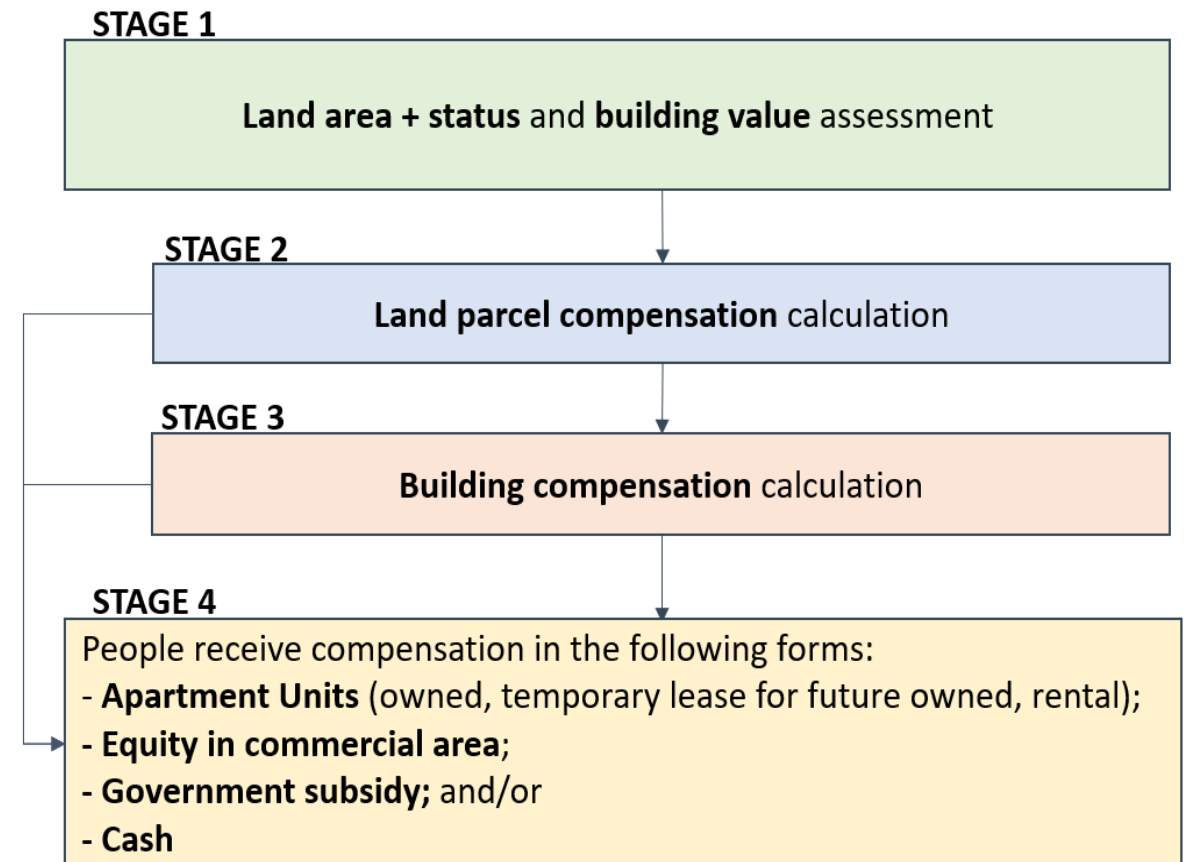 STAGE 1
Land area + status and building value assessment
STAGE 2
Land parcel compensation calculation
STAGE 3
Building compensation calculation
STAGE 4
People receive compensation in the following forms:
- Apartment Units (owned, temporary lease for future owned, rental);
- Equity in commercial area;
- Government subsidy; and/or
- Cash